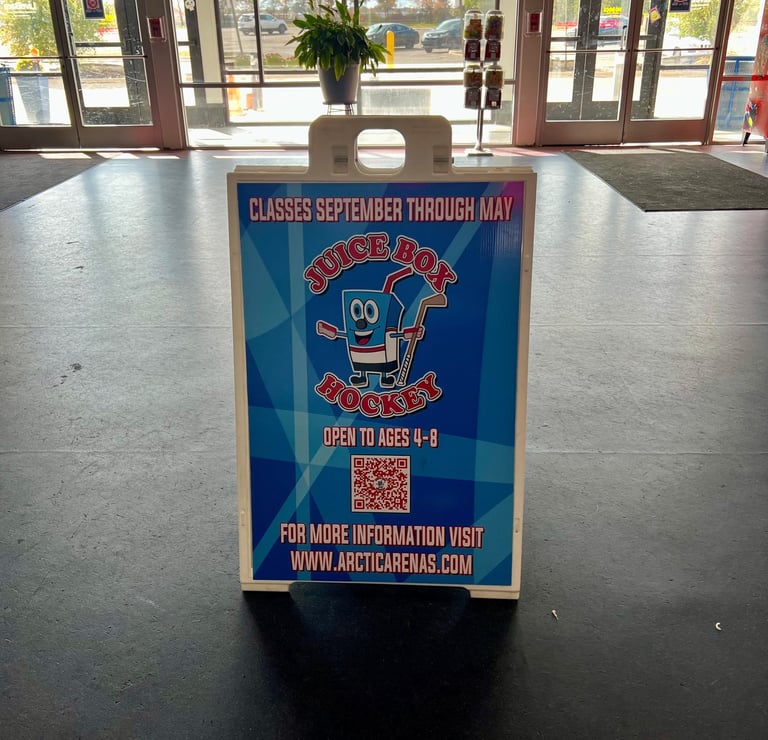 CLASSES SEPTEMBER THROUGH MAY
JUICE BOX
HOCKEY
OPEN TO AGES 4-8
FOR MORE INFORMATION VISIT
WWW.ARCTICARENAS.COM